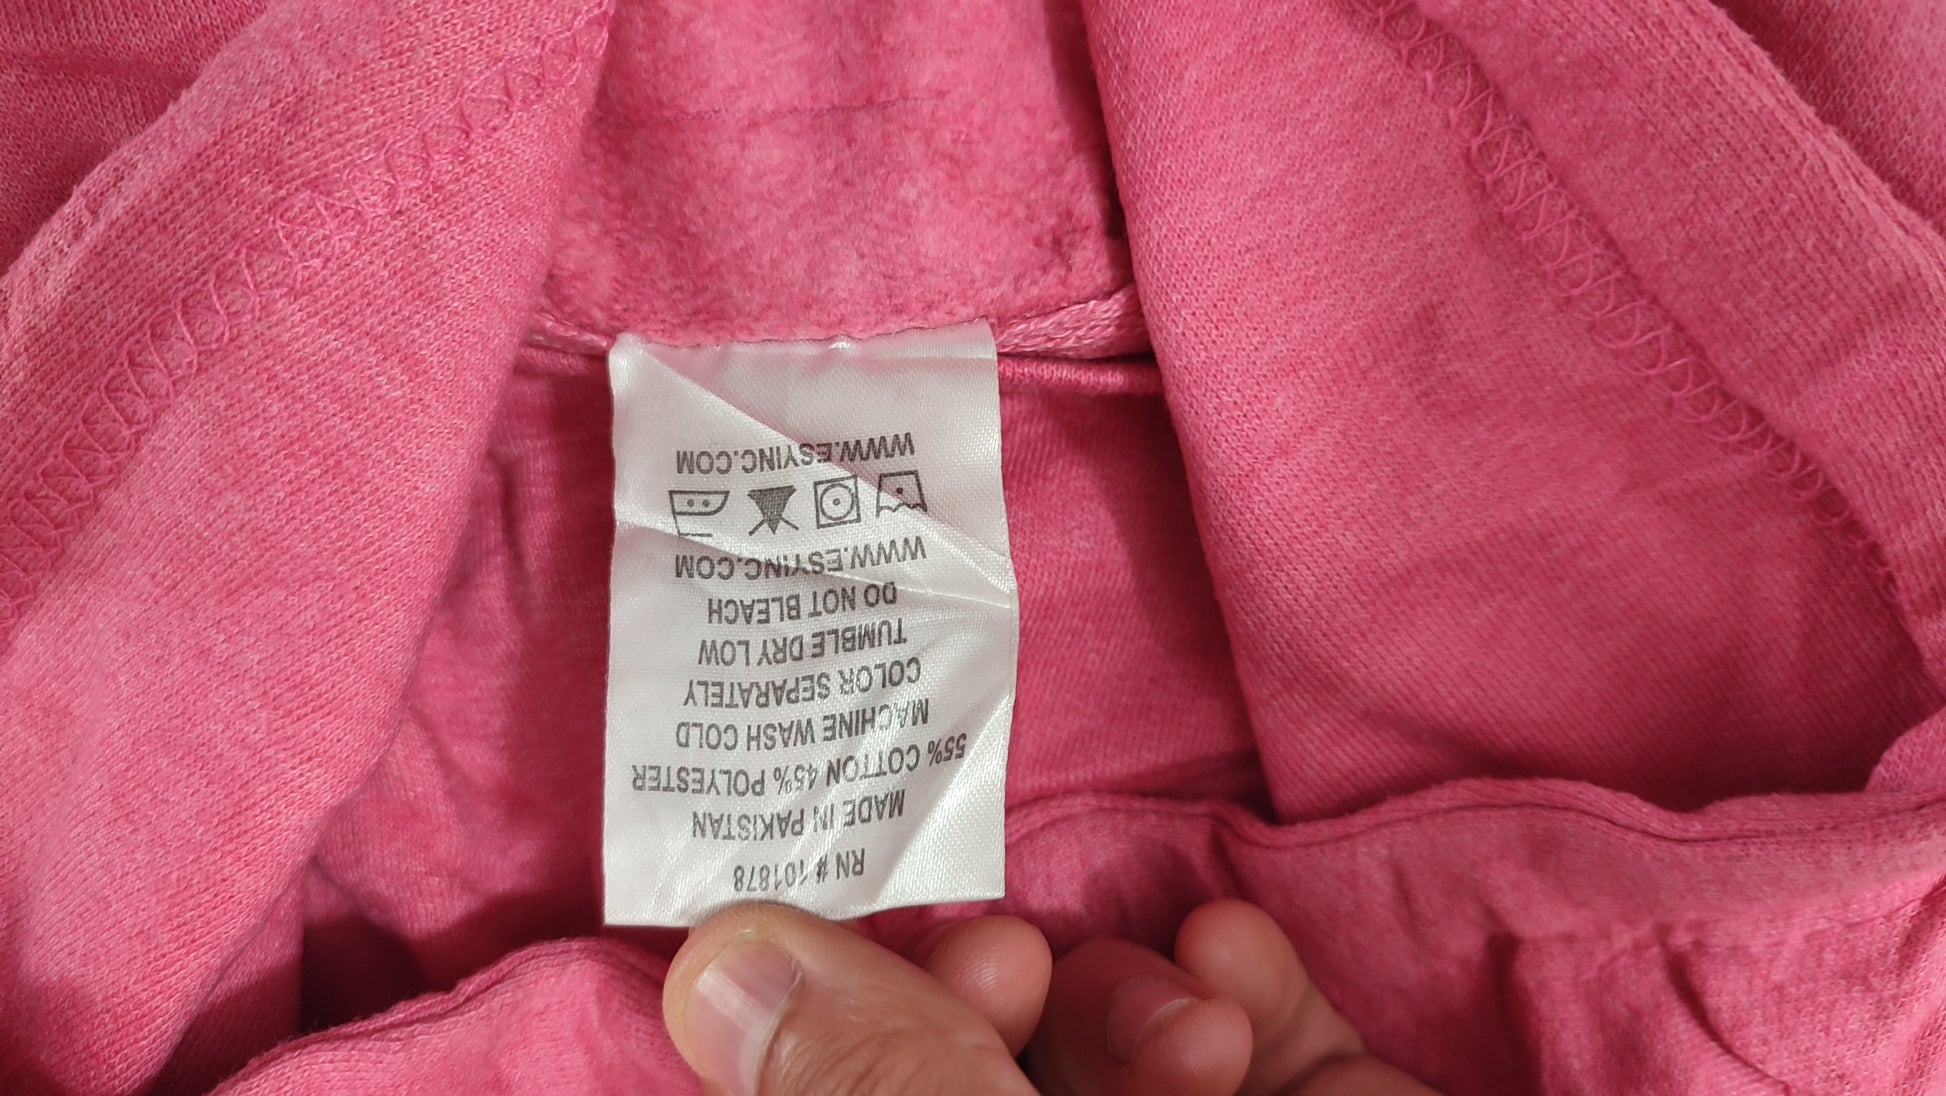 RN # 101878
MADE IN PAKISTAN
55% COTTON 45% POLYESTER
MACHINE WASH COLD
COLOR SEPARATELY
TUMBLE DRY LOW
DO NOT BLEACH
WWW.ESYINC.COM
WWW.ESYINC.COM